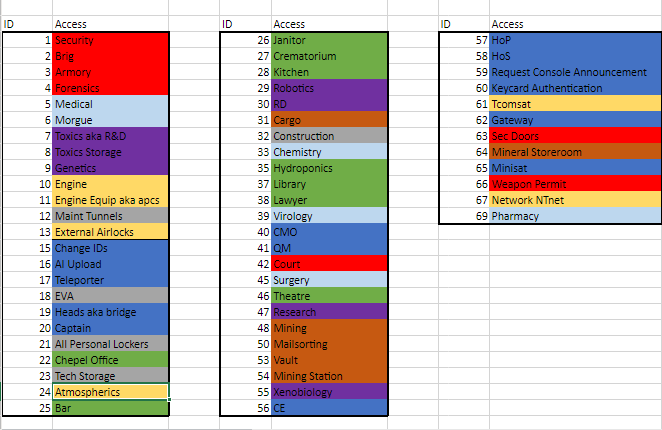 ID Access
1 Security
2 Brig
3 Armory
4 Forensics
5 Medical
6 Morgue
7 Toxics aka R&D
8 Toxics Storage
9 Genetics
10 Engine
11 Engine Equip aka apcs
12 Maint Tunnels
13 External Airlocks
15 Change IDs
16 AI Upload
17 Teleporter
18 EVA
19 Heads aka bridge
20 Captain
21 All Personal Lockers
22 Chepel Office
23 Tech Storage
24 Atmospherics
25 Bar
ID Access
26 Janitor
27 Crematorium
28 Kitchen
29 Robotics
30 RD
31 Cargo
32 Construction
33 Chemistry
35 Hydroponics
37 Library
38 Lawyer
39 Virology
40 CMO
41 QM
42 Court
45 Surgery
46 Theatre
47 Research
48 Mining
50 Mailsorting
53 Vault
54 Mining Station
55 Xenobiology
56 CE
ID Access
57 HoP
58 HoS
59 Request Console Announcement
60 Keycard Authentication
61 Tcomsat
62 Gateway
63 Sec Doors
64 Mineral Storeroom
65 Minisat
66 Weapon Permit
67 Network NTnet
69 Pharmacy